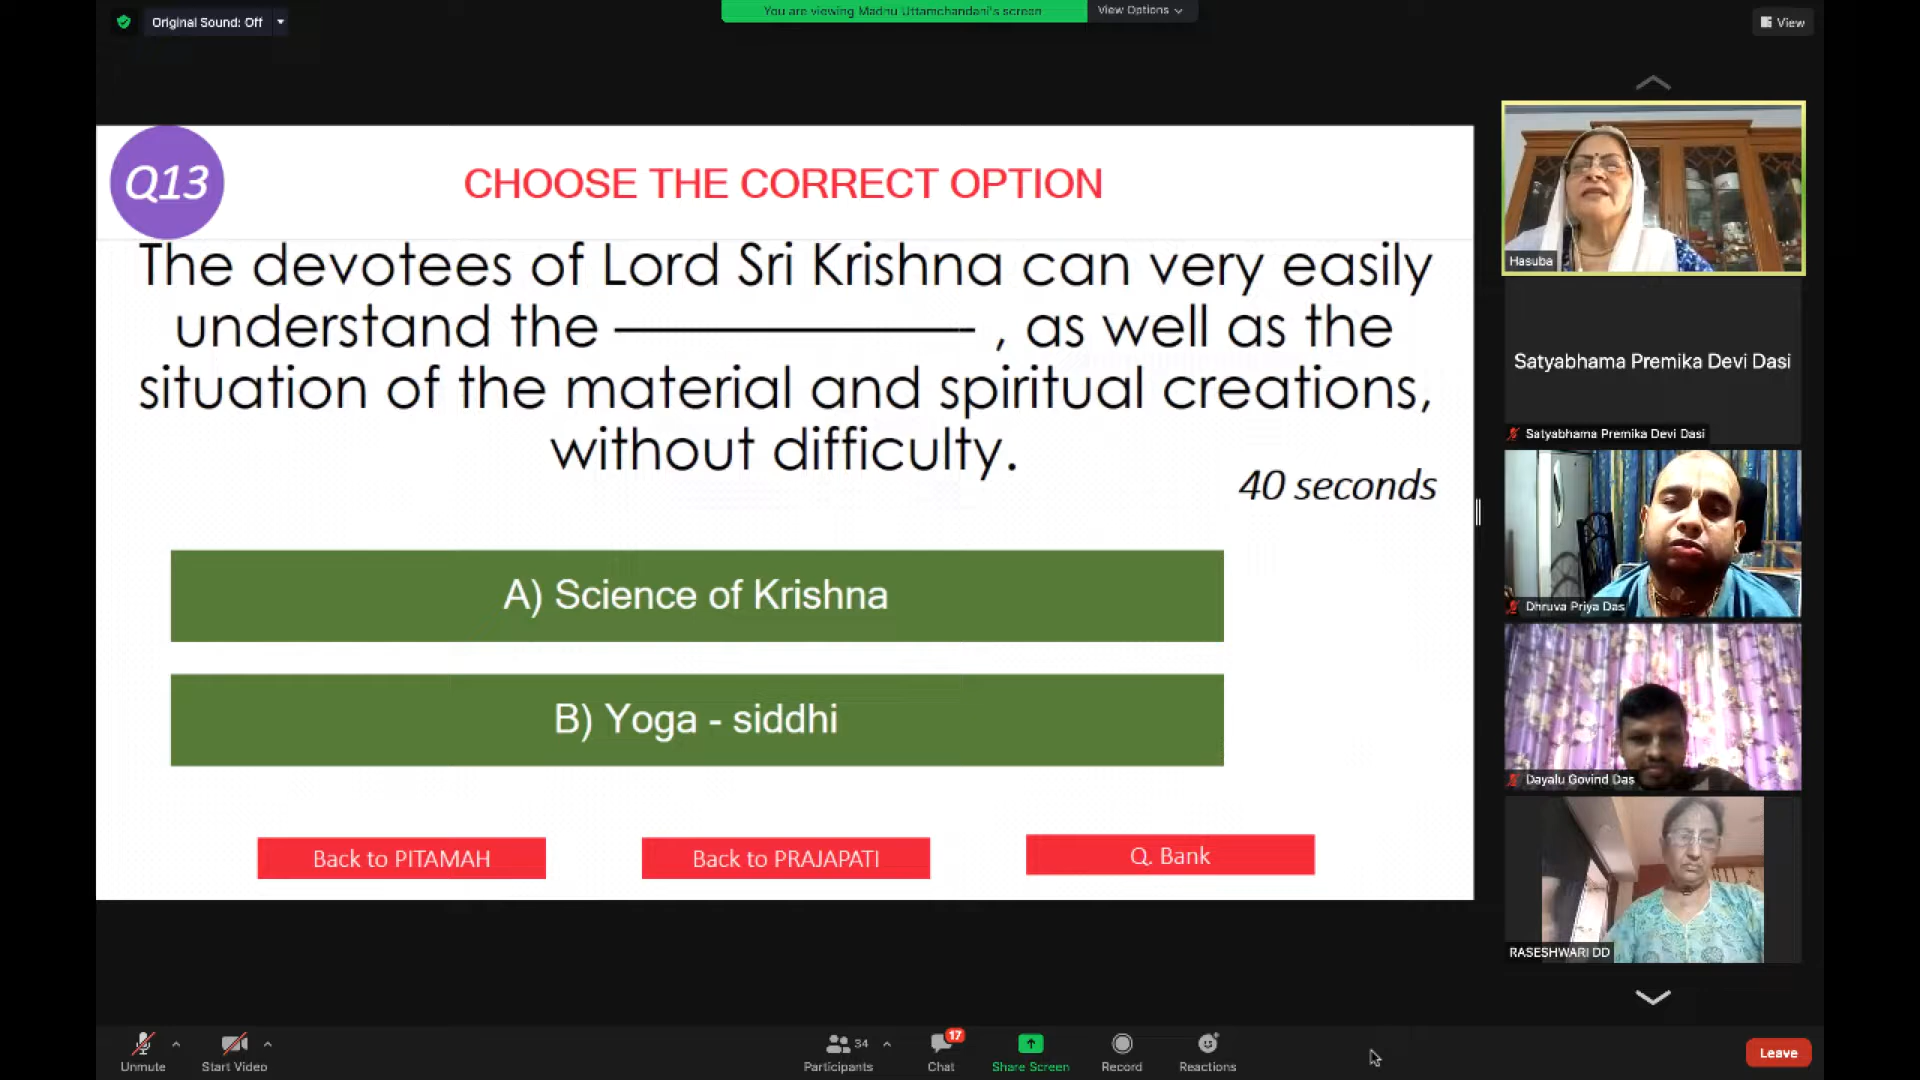 Original Sound: Off
You are viewing Madhu Uttamchandani's screen
View Options
View
Q13
CHOOSE THE CORRECT OPTION
The devotees of Lord Sri Krishna can very easily
understand the ——————— , as well as the
situation of the material and spiritual creations,
without difficulty.
40 seconds
A) Science of Krishna
B) Yoga - siddhi
Back to PITAMAH
Back to PRAJAPATI
Q. Bank
Hasuba
Satyabhama Premika Devi Dasi
Satyabhama Premika Devi Dasi
Dhruva Priya Das
Dayalu Govind Das
RASESHWARI DD
Unmute
Start Video
34
Participants
17
Chat
Share Screen
Record
Reactions
Leave